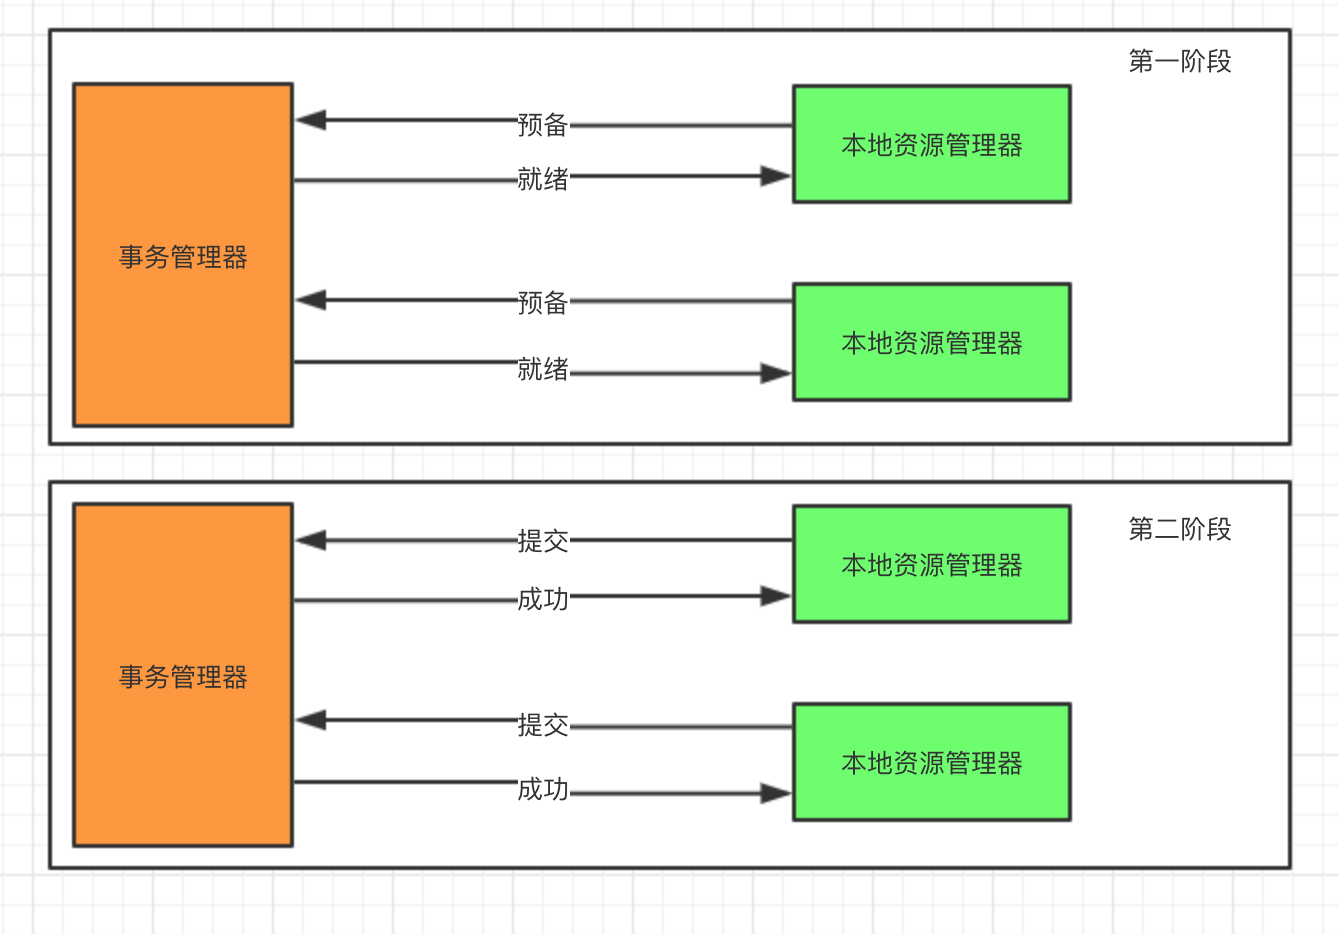 第一阶段
预备
本地资源管理器
就绪
事务管理器
预备
本地资源管理器
就绪
第二阶段
提交
本地资源管理器
成功
事务管理器
提交
本地资源管理器
成功